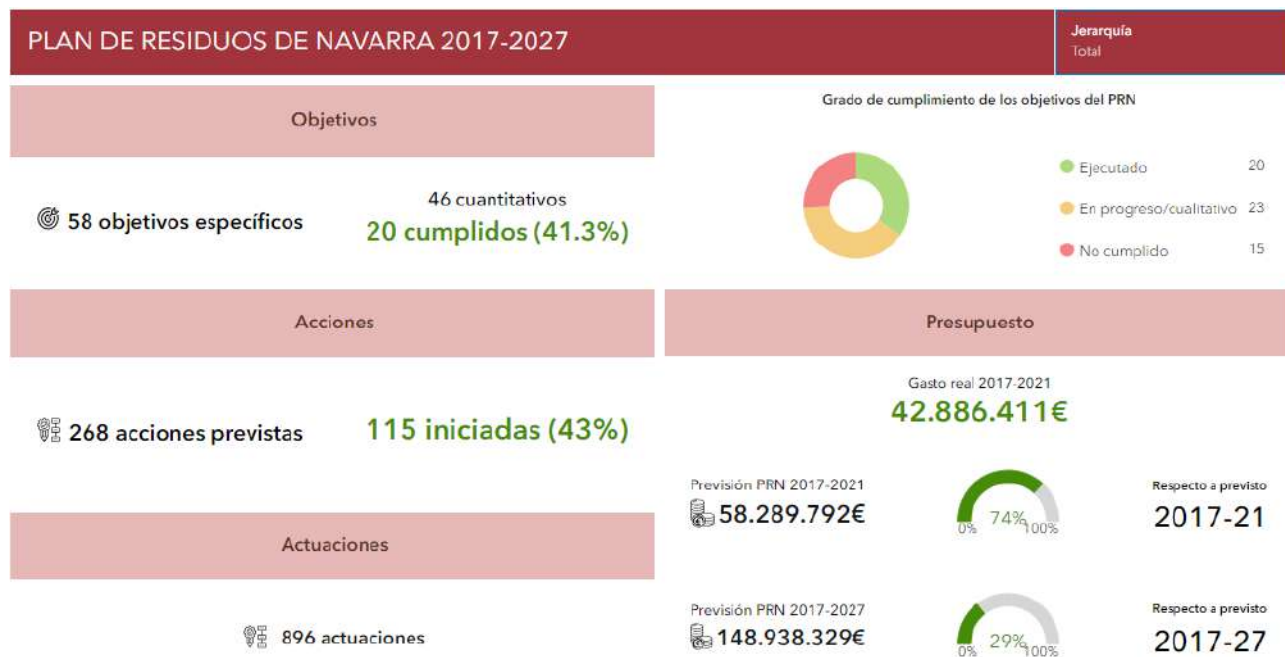 PLAN DE RESIDUOS DE NAVARRA 2017-2027
Jerarquía
Total
Objetivos
58 objetivos específicos
46 cuantitativos
20 cumplidos (41.3%)
Grado de cumplimiento de los objetivos del PRN
Ejecutado 20
En progreso/cualitativo 23
No cumplido 15
Acciones
268 acciones previstas
115 iniciadas (43%)
Actuaciones
896 actuaciones
Presupuesto
Gasto real 2017-2021
42.886.411€
Previsión PRN 2017-2021
58.289.792€
74%
0% 100%
Respecto a previsto
2017-21
Previsión PRN 2017-2027
148.938.329€
29%
0% 100%
Respecto a previsto
2017-27